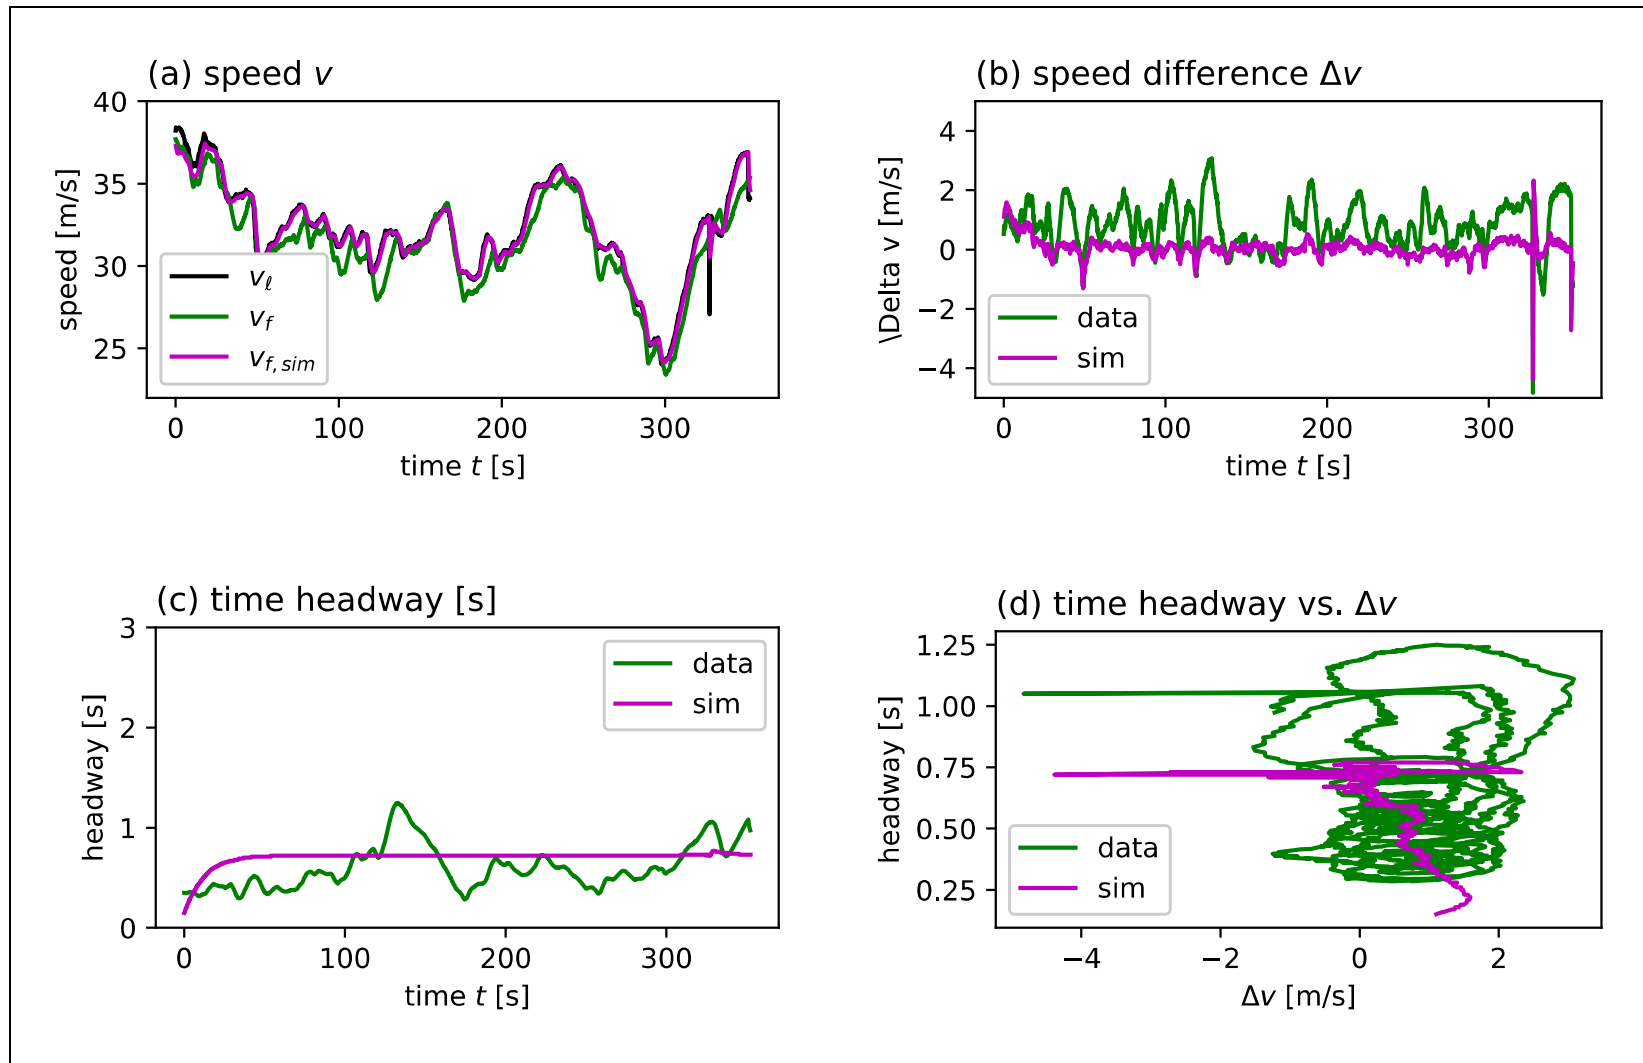 (a) speed v
40
35
30
25
speed [m/s]
vℓ
vf
vf,sim
0 100 200 300
time t [s]
(b) speed difference Δv
4
2
0
−2
−4
\Delta v [m/s]
data
sim
0 100 200 300
time t [s]
(c) time headway [s]
3
2
1
0
headway [s]
data
sim
0 100 200 300
time t [s]
(d) time headway vs. Δv
1.25
1.00
0.75
0.50
0.25
headway [s]
data
sim
−4 −2 0 2
Δv [m/s]